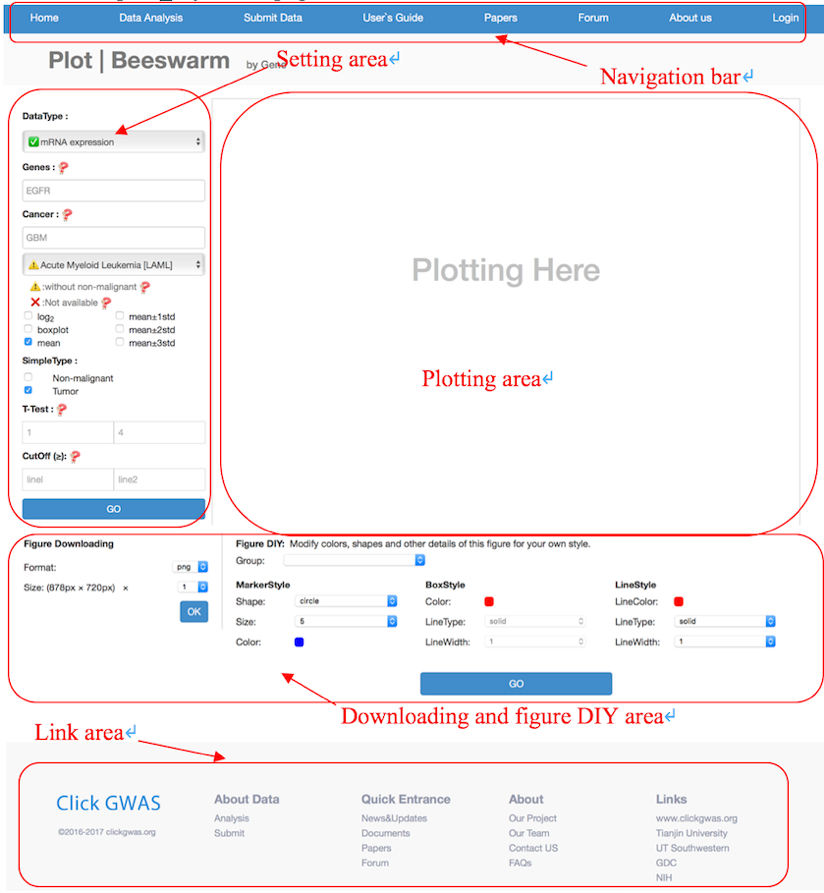 Home Data Analysis Submit Data User`s Guide Papers Forum About us Login
Plot | Beeswarm by Gene
Setting area↵
Navigation bar↵
DataType :
✅ mRNA expression
Genes : ?
EGFR
Cancer : ?
GBM
⚠ Acute Myeloid Leukemia [LAML]
⚠ :without non-malignant ?
❌ :Not available ?
log2 mean±1std
boxplot mean±2std
mean mean±3std
SimpleType :
Non-malignant
Tumor
T-Test : ?
1 4
CutOff (≥): ?
line1 line2
GO
Plotting Here
Plotting area↵
Figure Downloading
Format: png
Size: (878px × 720px) × 1
OK
Figure DIY: Modify colors, shapes and other details of this figure for your own style.
Group:
MarkerStyle BoxStyle LineStyle
Shape: circle Color: LineColor:
Size: 5 LineType: solid LineType: solid
Color: LineWidth: 1 LineWidth: 1
GO
Downloading and figure DIY area↵
Link area↵
Click GWAS
©2016-2017 clickgwas.org
About Data
Analysis
Submit
Quick Entrance
News&Updates
Documents
Papers
Forum
About
Our Project
Our Team
Contact US
FAQs
Links
www.clickgwas.org
Tianjin University
UT Southwestern
GDC
NIH